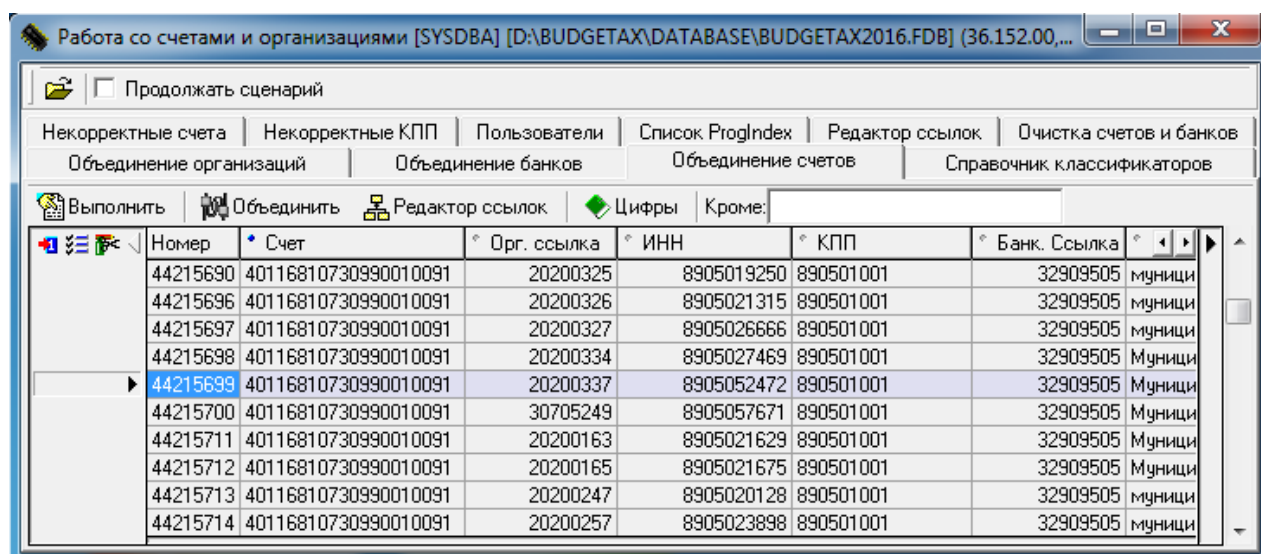 Работа со счетами и организациями [SYSDBA] [D:\BUDGETAX\DATABASE\BUDGETAX2016.FDB] (36.152.00,...
Продолжать сценарий
Некорректные счета Некорректные КПП Пользователи Список ProgIndex Редактор ссылок Очистка счетов и банков
Объединение организаций Объединение банков Объединение счетов Справочник классификаторов
Выполнить Объединить Редактор ссылок Цифры Кроме:
Номер Счет Орг. ссылка ИНН КПП Банк. Ссылка
44215690 40116810730990010091 20200325 8905019250 890501001 32909505 муници
44215696 40116810730990010091 20200326 8905021315 890501001 32909505 муници
44215697 40116810730990010091 20200327 8905026666 890501001 32909505 муници
44215698 40116810730990010091 20200334 8905027469 890501001 32909505 Муници
44215699 40116810730990010091 20200337 8905052472 890501001 32909505 Муници
44215700 40116810730990010091 30705249 8905057671 890501001 32909505 Муници
44215711 40116810730990010091 20200163 8905021629 890501001 32909505 Муници
44215712 40116810730990010091 20200165 8905021675 890501001 32909505 Муници
44215713 40116810730990010091 20200247 8905020128 890501001 32909505 муници
44215714 40116810730990010091 20200257 8905023898 890501001 32909505 муници